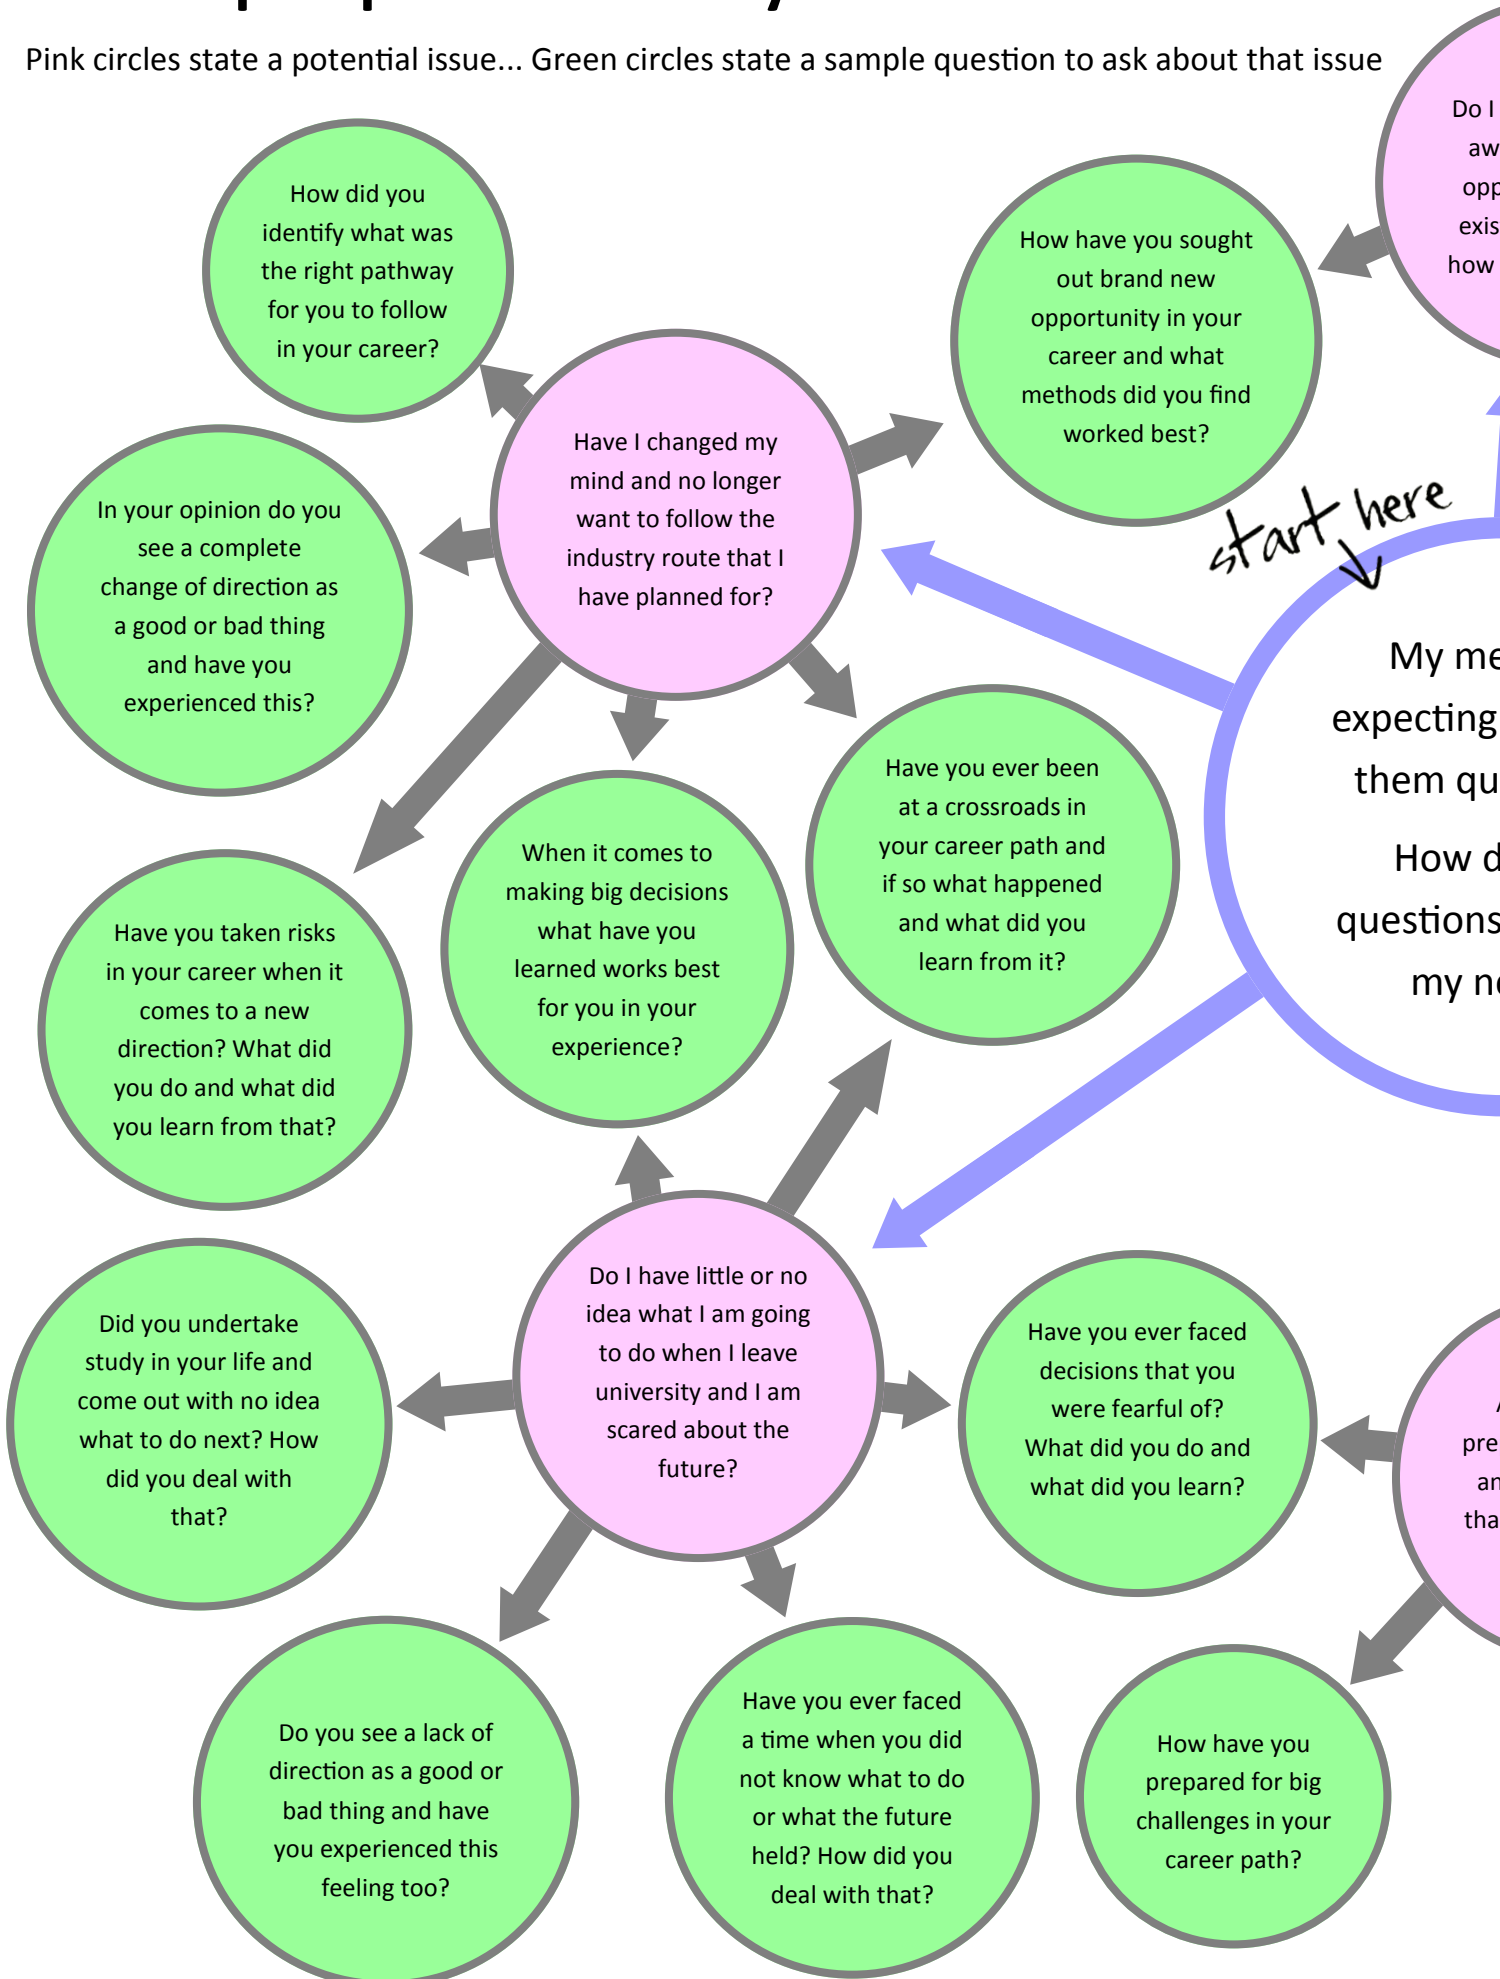 Pink circles state a potential issue... Green circles state a sample question to ask about that issue
How did you
identify what was
the right pathway
for you to follow
in your career?
How have you sought
out brand new
opportunity in your
career and what
methods did you find
worked best?
Do I
how
start here
Have I changed my
mind and no longer
want to follow the
industry route that I
have planned for?
In your opinion do you
see a complete
change of direction as
a good or bad thing
and have you
experienced this?
My
expecting
them
How
questions
my
Have you ever been
at a crossroads in
your career path and
if so what happened
and what did you
learn from it?
When it comes to
making big decisions
what have you
learned works best
for you in your
experience?
Have you taken risks
in your career when it
comes to a new
direction? What did
you do and what did
you learn from that?
Do I have little or no
idea what I am going
to do when I leave
university and I am
scared about the
future?
Did you undertake
study in your life and
come out with no idea
what to do next? How
did you deal with
that?
Have you ever faced
decisions that you
were fearful of?
What did you do and
what did you learn?
Do you see a lack of
direction as a good or
bad thing and have
you experienced this
feeling too?
Have you ever faced
a time when you did
not know what to do
or what the future
held? How did you
deal with that?
How have you
prepared for big
challenges in your
career path?